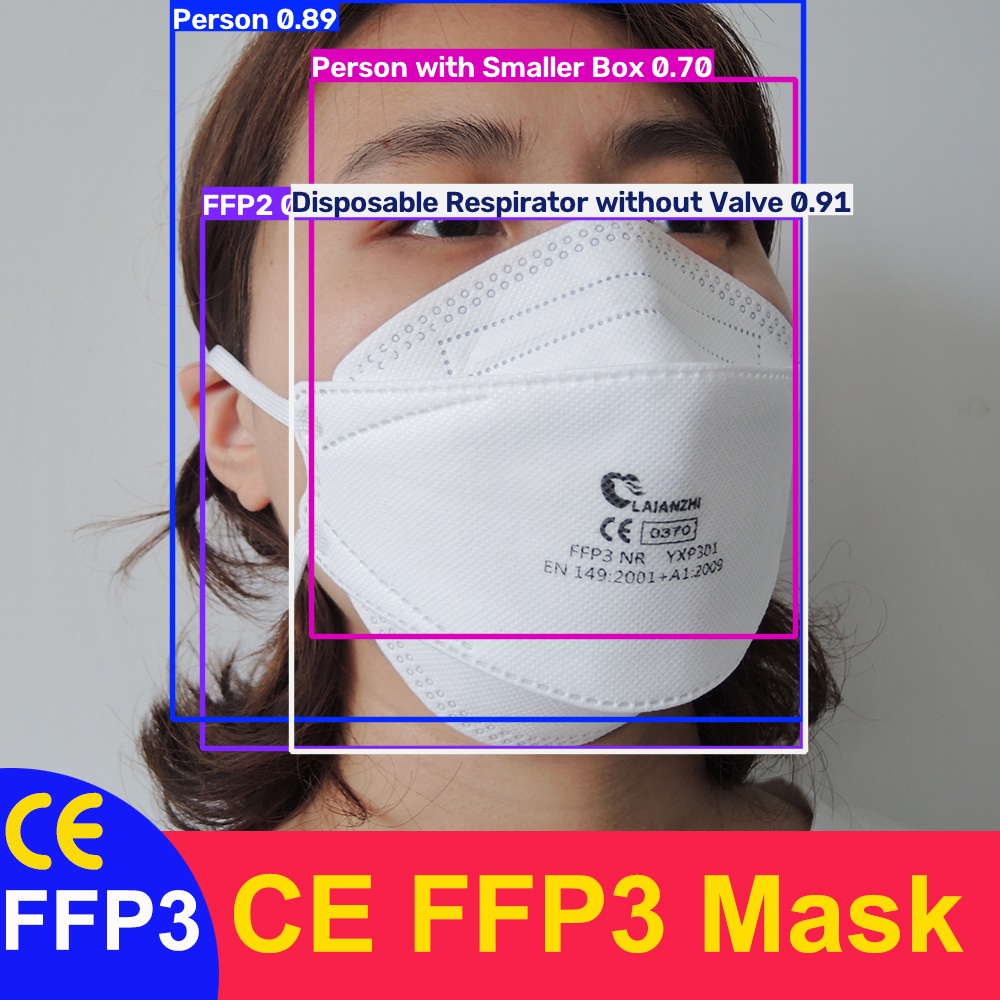 Person 0.89
Person with Smaller Box 0.70
FFP2 0
Disposable Respirator without Valve 0.91
LAIANZHI
CE 0370
FFP3 NR YXP301
EN 149:2001+A1:2009
CE
FFP3
CE FFP3 Mask